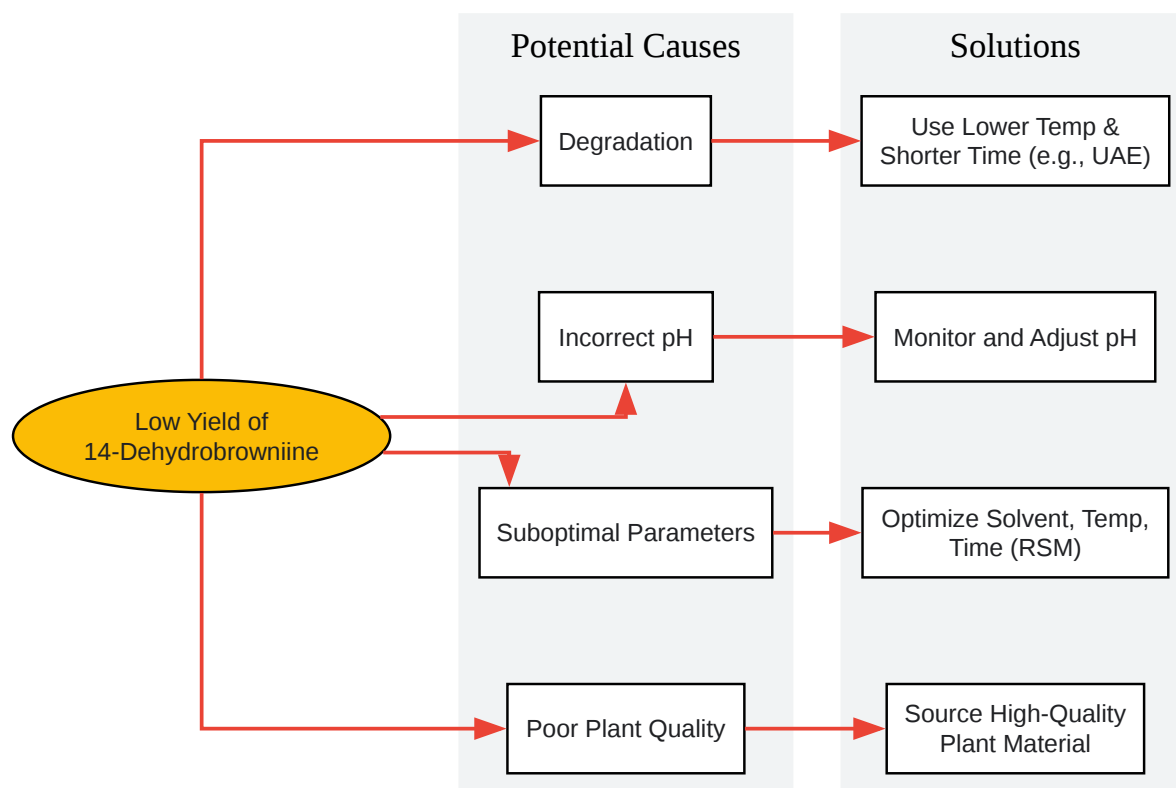 Potential Causes
Solutions
Degradation
Use Lower Temp &
Shorter Time (e.g., UAE)
Incorrect pH
Monitor and Adjust pH
Low Yield of
14-Dehydrobrowniine
Suboptimal Parameters
Optimize Solvent, Temp,
Time (RSM)
Poor Plant Quality
Source High-Quality
Plant Material